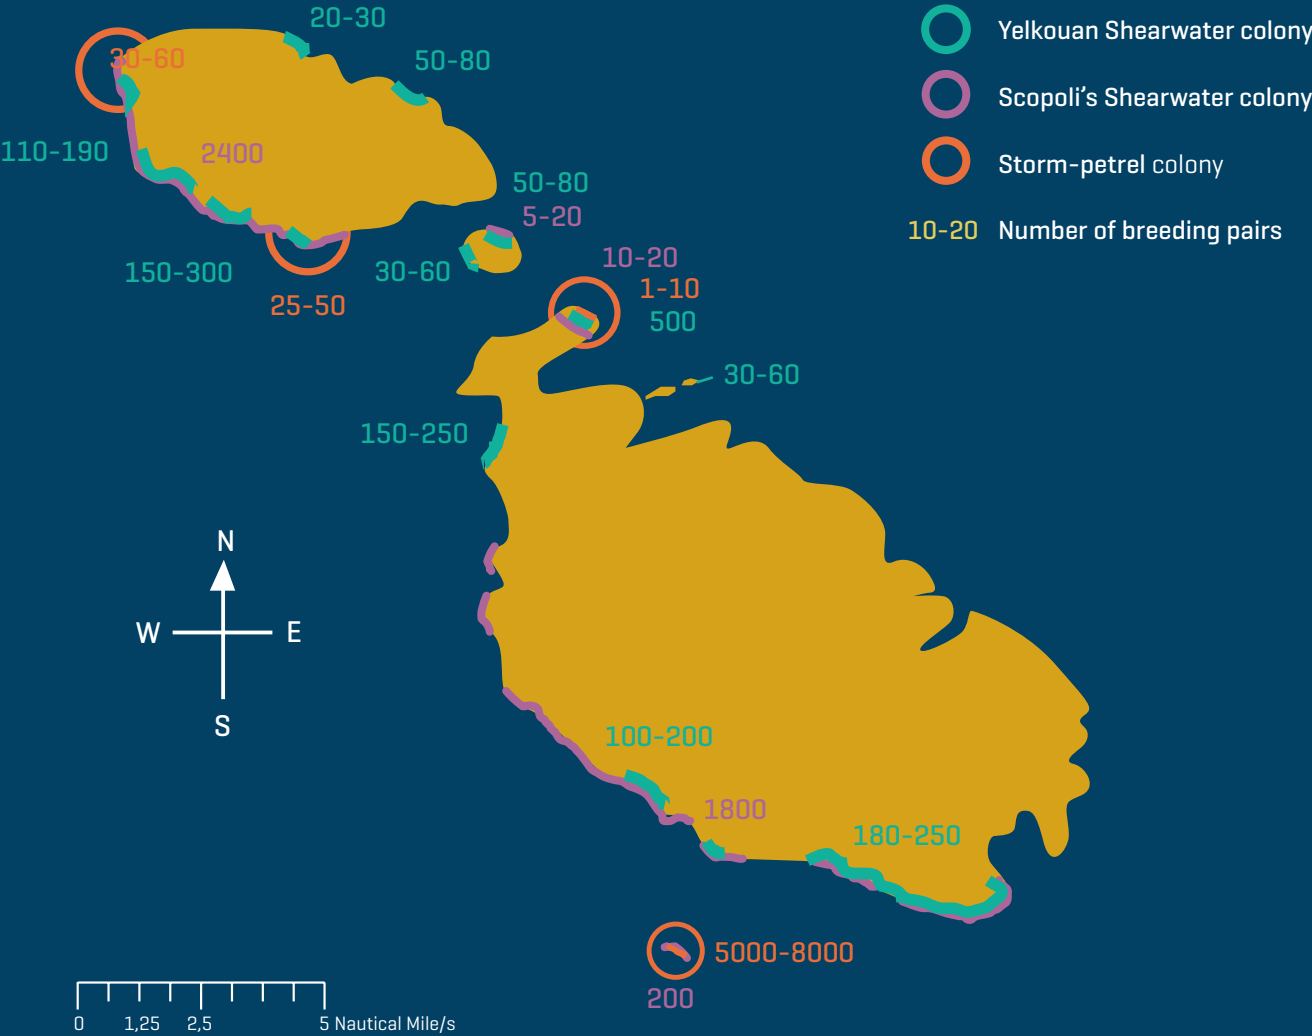 20-30
Yelkouan Shearwater colony
30-60
50-80
Scopoli's Shearwater colony
110-190
2400
Storm-petrel colony
50-80
5-20
10-20 Number of breeding pairs
150-300
30-60
10-20
25-50
1-10
500
30-60
150-250
N
W E
S
100-200
1800
180-250
5000-8000
200
0 1,25 2,5 5 Nautical Mile/s